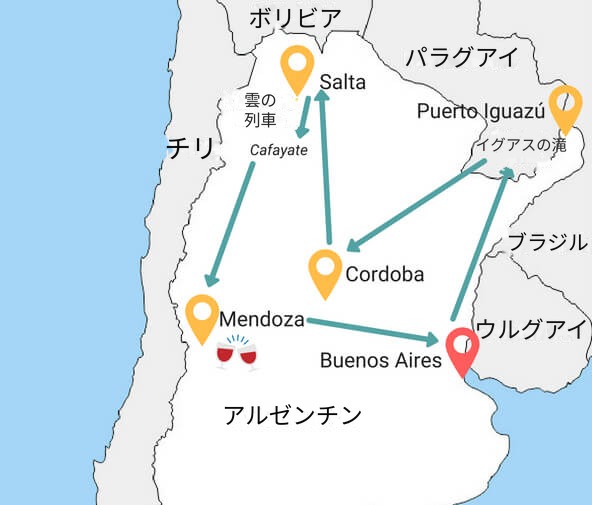 ボリビア
パラグアイ
Salta
雲の
列車
Puerto Iguazú
イグアスの滝
チリ
Cafayate
ブラジル
Cordoba
Mendoza
ウルグアイ
Buenos Aires
アルゼンチン